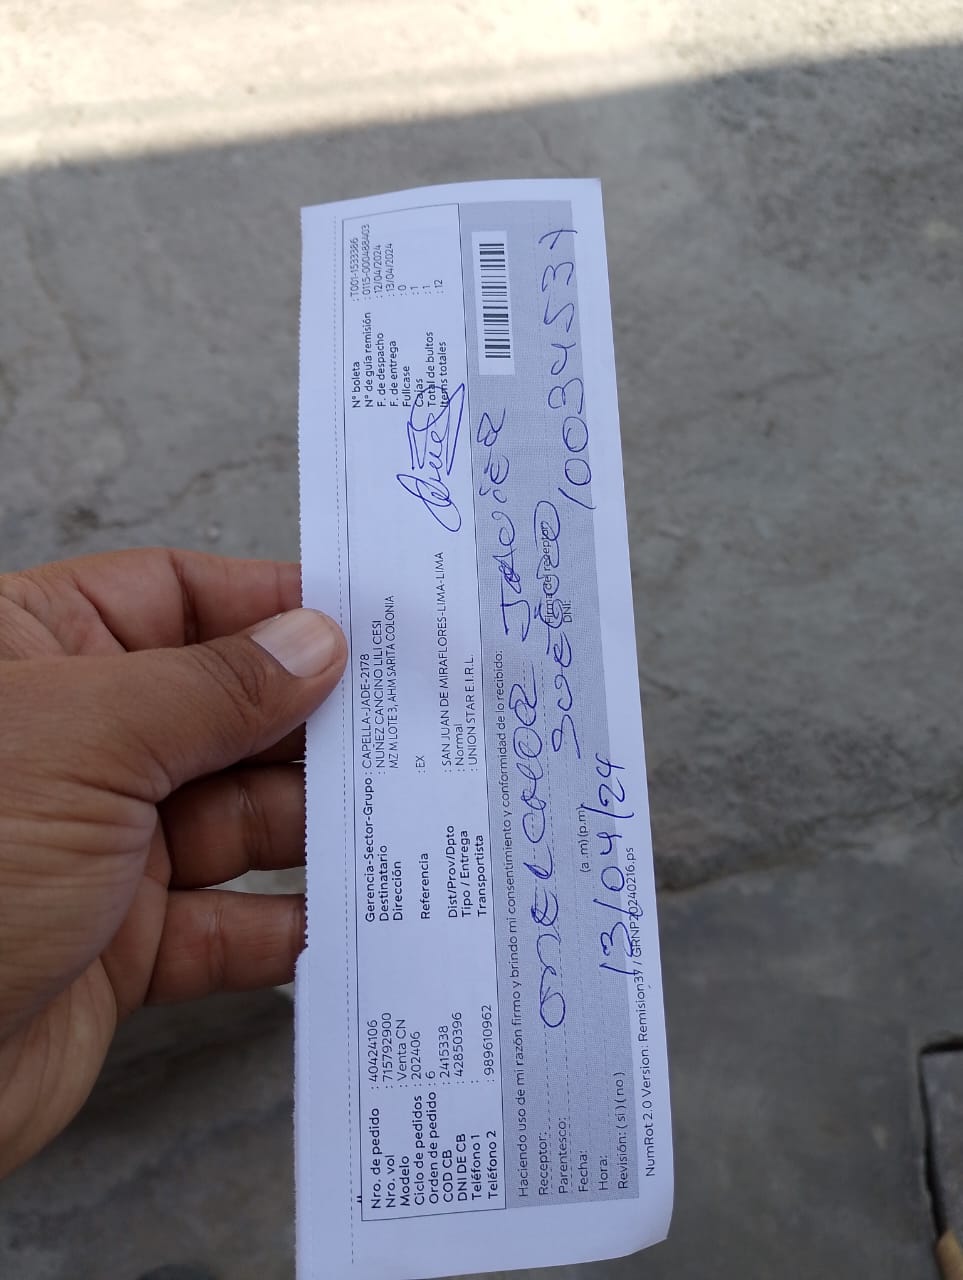 Nro. de pedido : 40424106
Nro. vol : 715792900
Modelo : Venta CN
Ciclo de pedidos : 202406
Orden de pedido : 6
COD CB : 2415338
DNI DE CB : 42850396
Teléfono 1 :
Teléfono 2 : 989610962
Gerencia-Sector-Grupo : CAPELLA-JADE-2178
Destinatario : NUÑEZ CANCINO LILI CESI
Dirección : MZ M LOTE 3, AHM SARITA COLONIA
Referencia : EX
Dist/Prov/Dpto : SAN JUAN DE MIRAFLORES-LIMA-LIMA
Tipo / Entrega : Normal
Transportista : UNION STAR E.I.R.L.
N° boleta : T001-1533386
N° de guía remisión : 0115-000488403
F. de despacho : 12/04/2024
F. de entrega : 13/04/2024
Fullcase : 0
Cajas : 1
Total de bultos : 1
Items totales : 12
Haciendo uso de mi razón firmo y brindo mi consentimiento y conformidad de lo recibido:
Receptor: Javier
Parentesco:
Firma del receptor
DNI:
Fecha:
Hora: (a .m) (p.m)
13/04/24
Revisión: ( si ) ( no )
NumRot 2.0 Version: Remision37 / GRNP20240216.ps